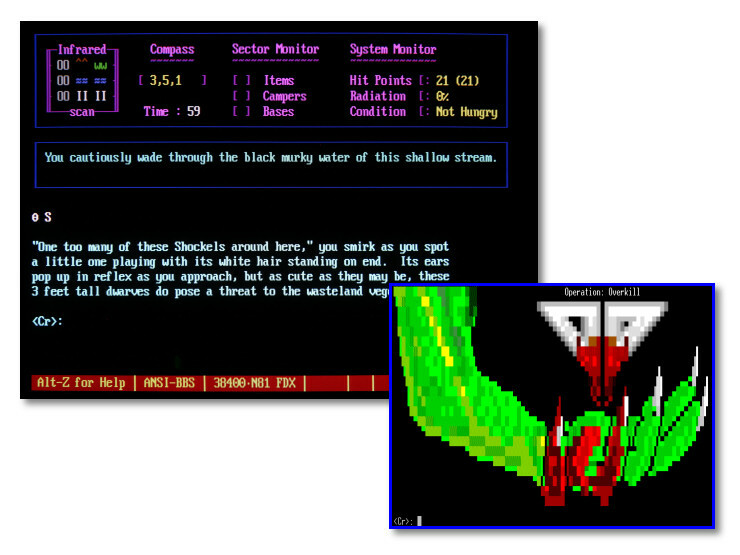 Infrared Compass Sector Monitor System Monitor
OO ^^ ww
OO == == [ 3,5,1 ] [ ] Items Hit Points [: 21 (21)
OO II II [ ] Campers Radiation [: 0%
scan Time : 59 [ ] Bases Condition [: Not Hungry
You cautiously wade through the black murky water of this shallow stream.
0 S
"One too many of these Shockels around here," you smirk as you spot
a little one playing with its white hair standing on end. Its ears
pop up in reflex as you approach, but as cute as they may be, these
3 feet tall dwarves do pose a threat to the wasteland
<Cr>:
Alt-Z for Help | ANSI-BBS | 38400·N81 FDX |
Operation: Overkill
<Cr>: